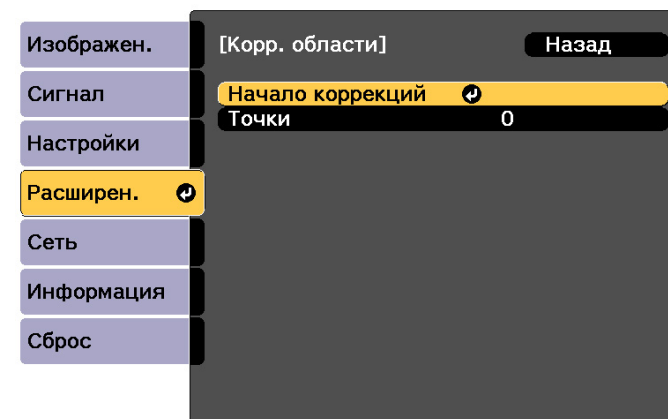 Изображен.
Сигнал
Настройки
Расширен.
Сеть
Информация
Сброс
[Корр. области]
Назад
Начало коррекций
Точки 0